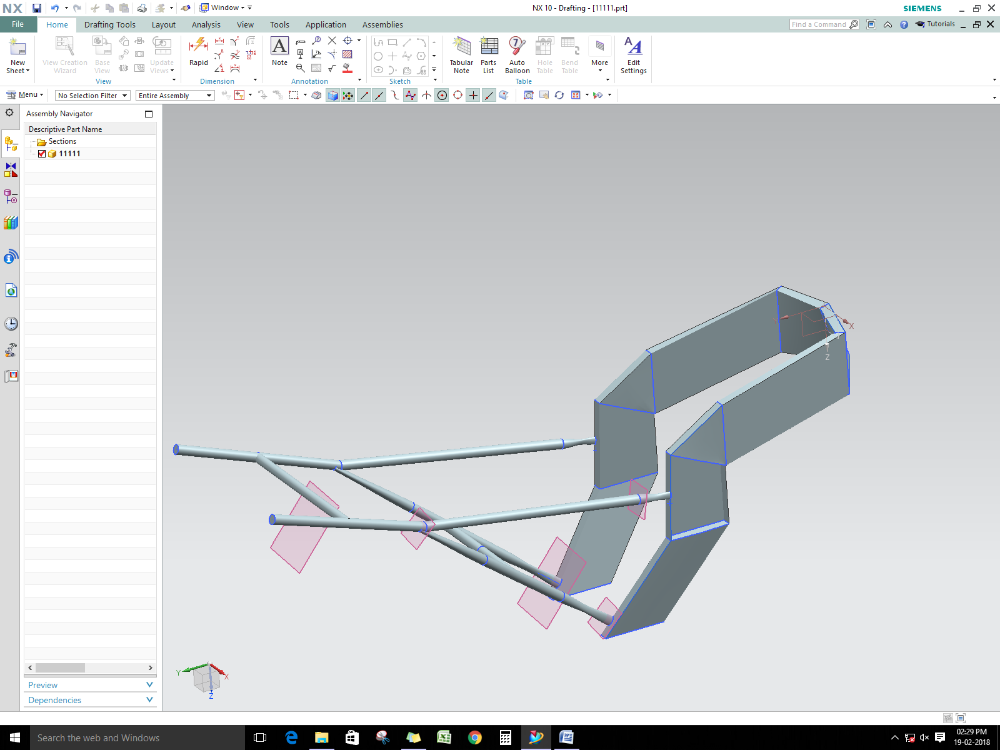 NX
Window
NX 10 - Drafting - [11111.prt]
SIEMENS
File
Home
Drafting Tools
Layout
Analysis
View
Tools
Application
Assemblies
Find a Command
Tutorials
New
Sheet
View Creation
Wizard
Base
View
Update
Views
View
Rapid
Dimension
A
Note
Annotation
Sketch
Tabular
Note
Parts
List
7
Auto
Balloon
Hole
Table
Bend
Table
More
Table
Edit
Settings
Menu
No Selection Filter
Entire Assembly
Assembly Navigator
Descriptive Part Name
Sections
11111
X
Z
Y
X
Z
Preview
Dependencies
Search the web and Windows
02:29 PM
19-02-2018